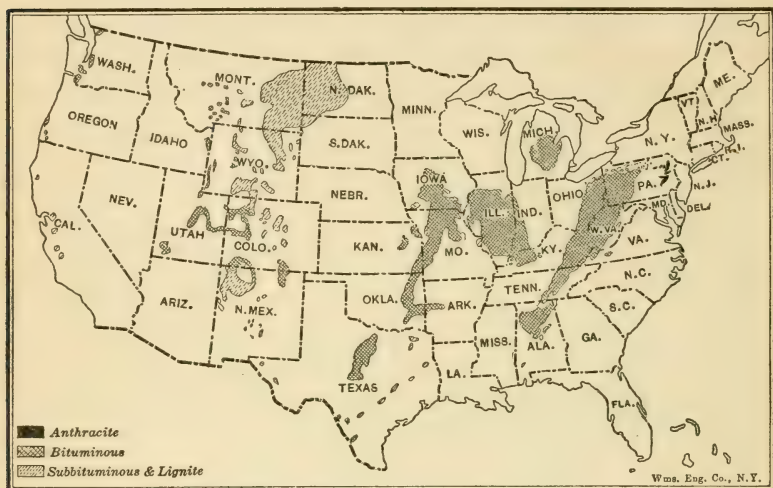 WASH.
MONT.
N. DAK.
MINN.
ME.
VT
N.H.
MASS.
R.I.
CT.
OREGON
IDAHO
WYO.
S.DAK.
WIS.
MICH.
N.Y.
NEV.
NEBR.
IOWA
ILL.
IND.
OHIO
PA.
N.J.
MD.
DEL.
CAL.
UTAH
COLO.
KAN.
MO.
KY.
W.VA.
VA.
ARIZ.
N.MEX.
OKLA.
ARK.
TENN.
N.C.
S.C.
TEXAS
LA.
MISS.
ALA.
GA.
FLA.
Anthracite
Bituminous
Subbituminous & Lignite
Wms. Eng. Co., N.Y.